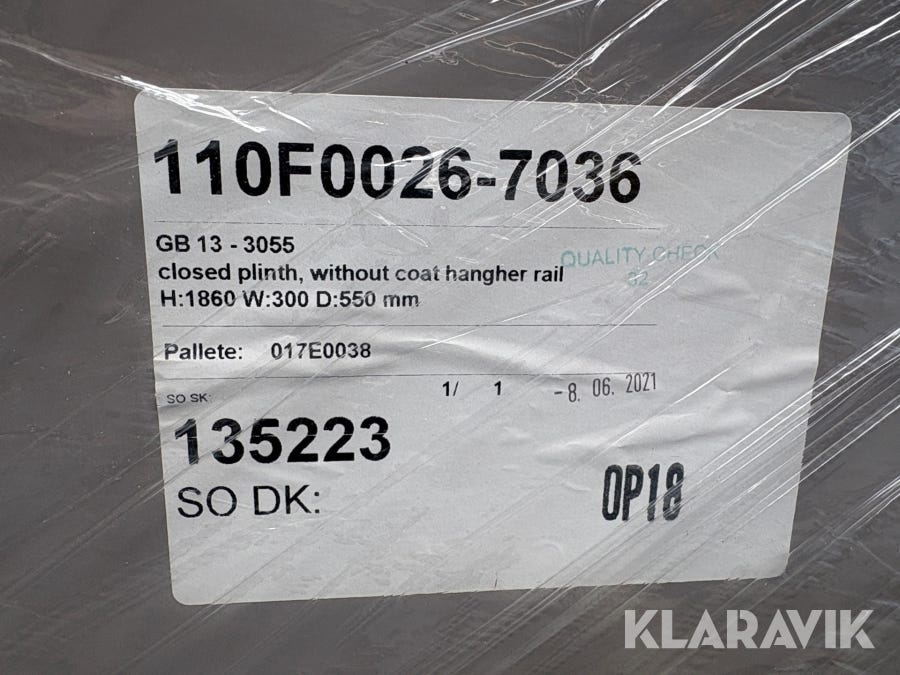 110F0026-7036
GB 13 - 3055
closed plinth, without coat hangher rail
H:1860 W:300 D:550 mm
QUALITY CHECK
32
Pallete: 017E0038
1/ 1 -8. 06. 2021
SO SK:
135223
SO DK:
OP18
KLARAVIK